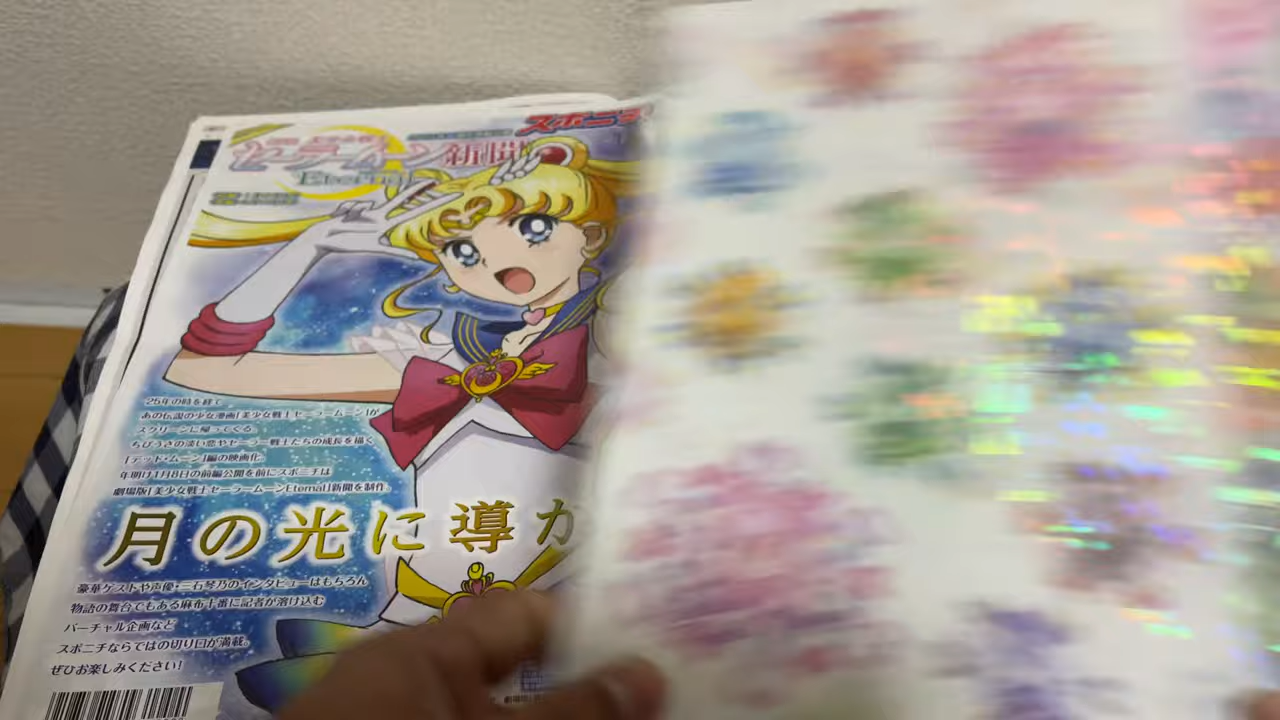 スポニチ
セーラームーン新聞
Eternal
25年の時を経て
あの伝説の少女漫画「美少女戦士セーラームーン」が
スクリーンに帰ってくる。
ちびうさの淡い恋やセーラー戦士たちの成長を描く
「デッド・ムーン」編の映画化。
年明け1月8日の前編公開を前にスポニチは
劇場版「美少女戦士セーラームーンEternal」新聞を制作。
月の光に導か
豪華ゲストや声優・三石琴乃のインタビューはもちろん
物語の舞台でもある麻布十番に記者が溶け込む
バーチャル企画など
スポニチならではの切り口が満載。
ぜひお楽しみください!